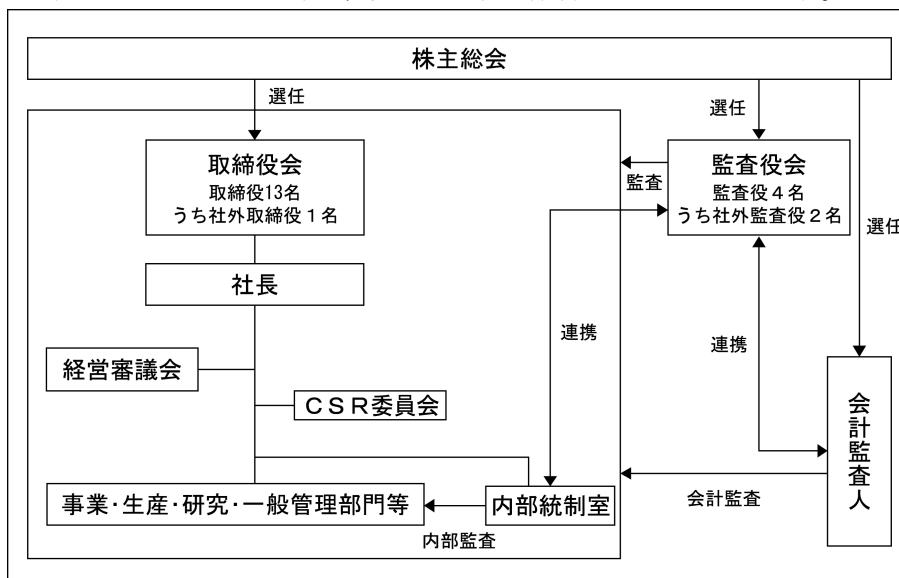 株主総会
選任
選任
取締役会
取締役13名
うち社外取締役1名
監査
監査役会
監査役4名
うち社外監査役2名
選任
社長
連携
連携
経営審議会
CSR委員会
会計監査人
事業・生産・研究・一般管理部門等
内部統制室
会計監査
内部監査